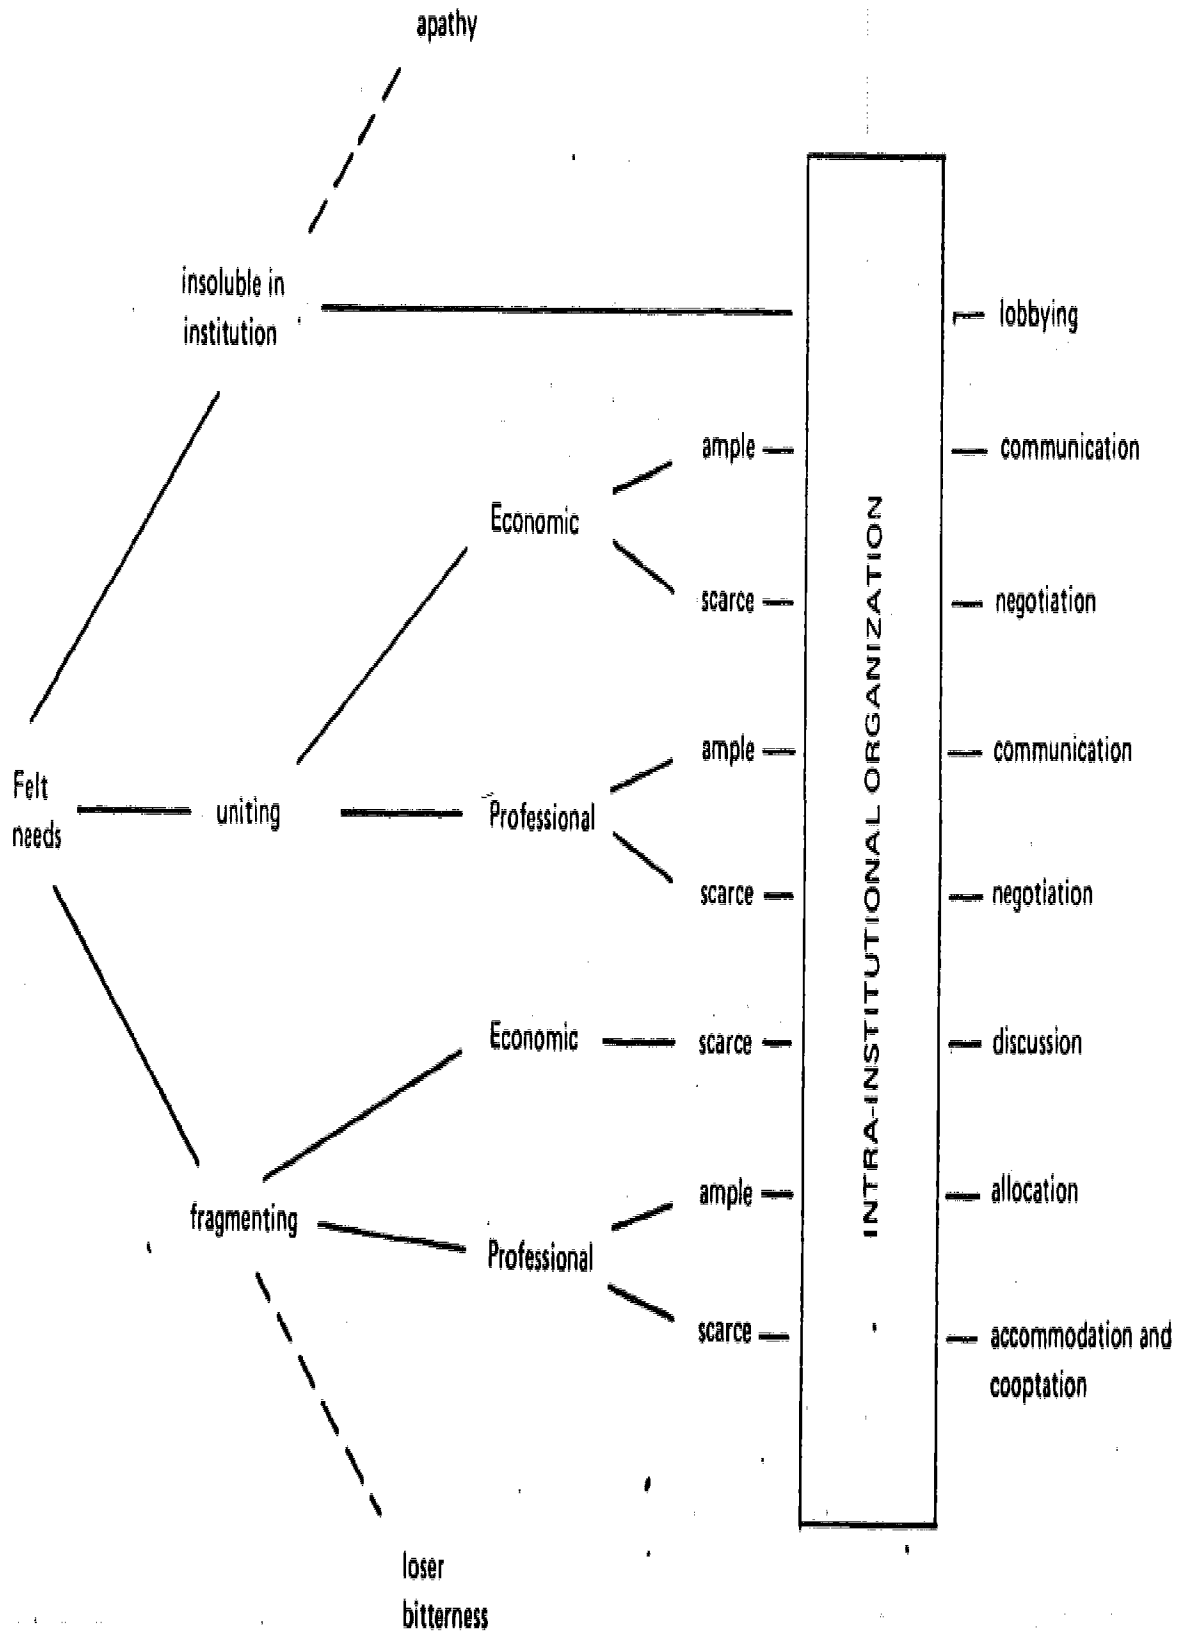 apathy
insoluble in
institution
lobbying
ample
communication
Economic
scarce
negotiation
ample
communication
Felt
needs
uniting
Professional
scarce
negotiation
INTRA-INSTITUTIONAL ORGANIZATION
Economic
scarce
discussion
fragmenting
ample
allocation
Professional
scarce
accommodation and
cooptation
loser
bitterness